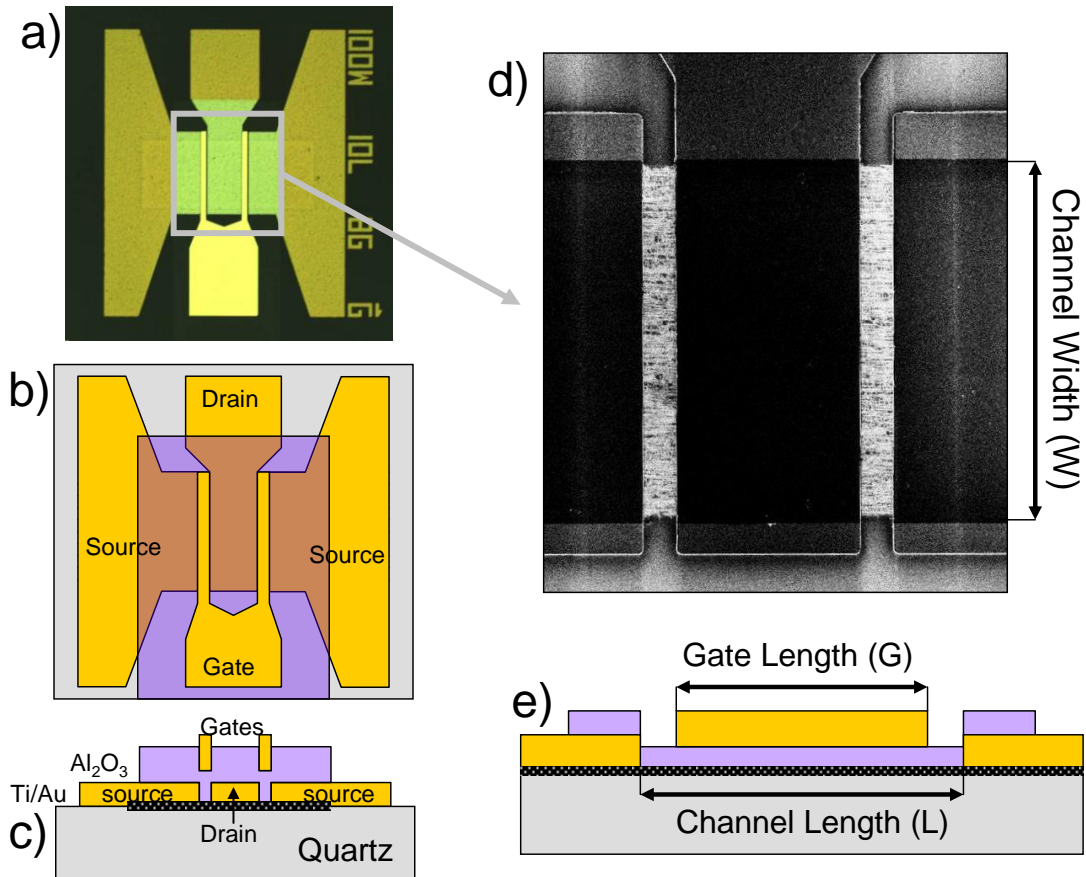 a)
100W
10L
8G
1G
b)
Drain
Source
Source
Gate
Gates
Al₂O₃
Ti/Au
source
source
Drain
c)
Quartz
d)
Channel Width (W)
Gate Length (G)
e)
Channel Length (L)